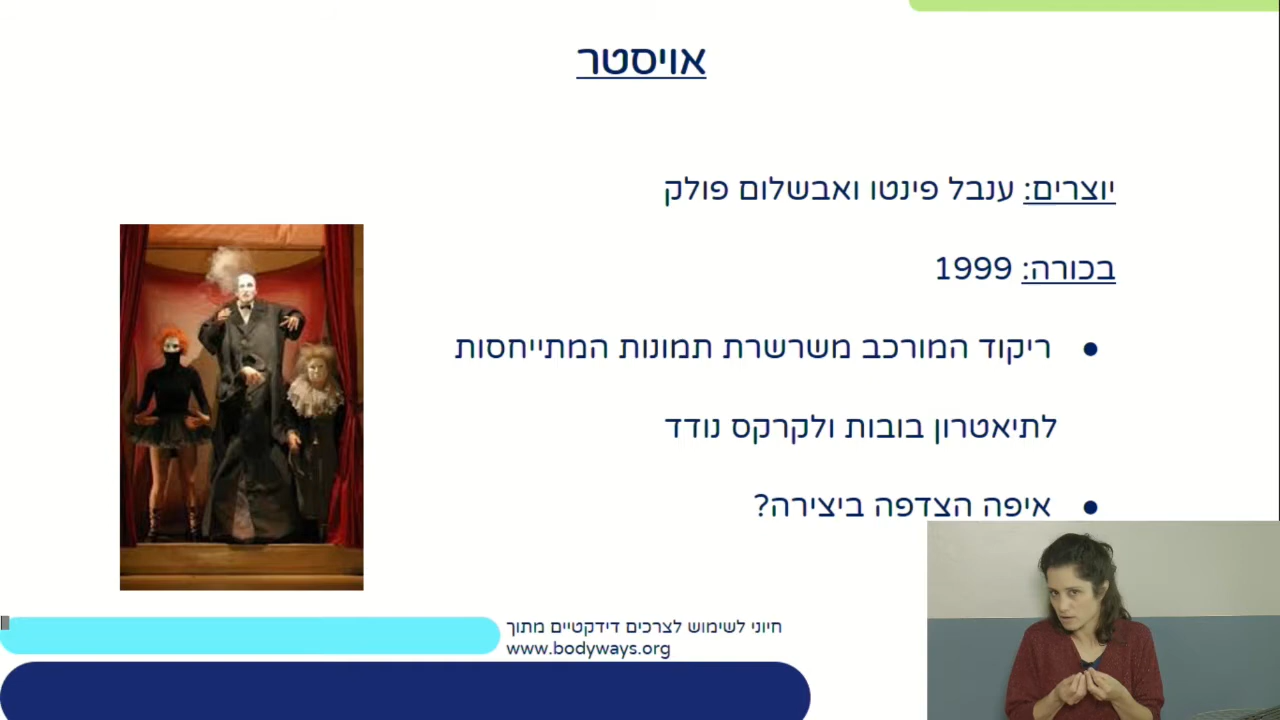 אויסטר
יוצרים: ענבל פינטו ואבשלום פולק
בכורה: 1999
● ריקוד המורכב משרשרת תמונות המתייחסות
לתיאטרון בובות ולקרקס נודד
● איפה הצדפה ביצירה?
חיוני לשימוש לצרכים דידקטיים מתוך
www.bodyways.org